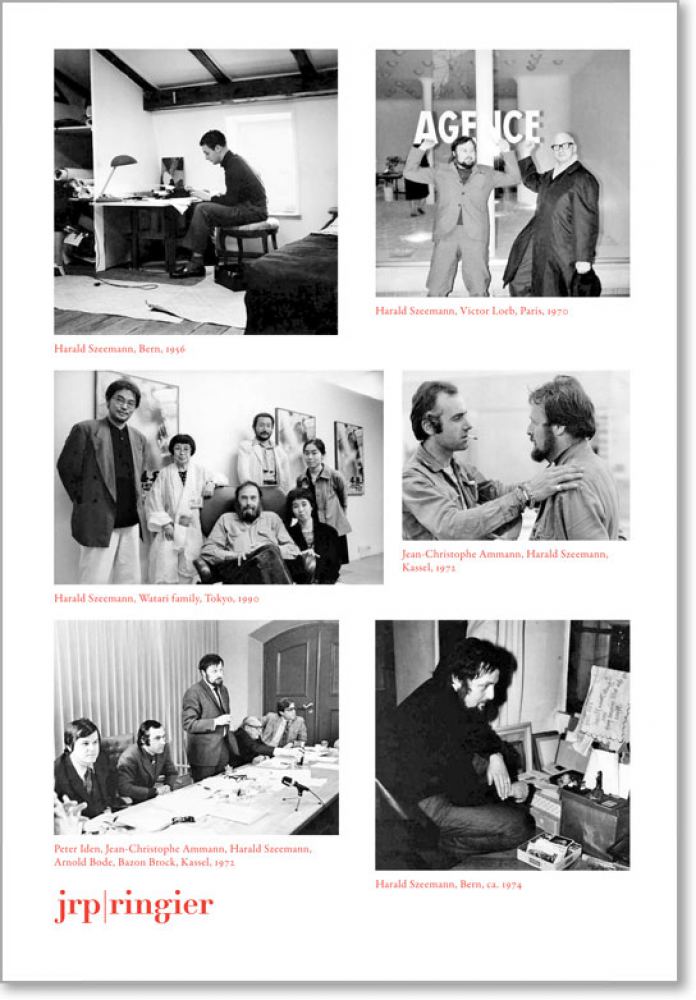 AGENCE
Harald Szeemann, Victor Loeb, Paris, 1970
Harald Szeemann, Bern, 1956
Jean-Christophe Ammann, Harald Szeemann,
Kassel, 1972
Harald Szeemann, Watari family, Tokyo, 1990
Peter Iden, Jean-Christophe Ammann, Harald Szeemann,
Arnold Bode, Bazon Brock, Kassel, 1972
Harald Szeemann, Bern, ca. 1974
jrp|ringier